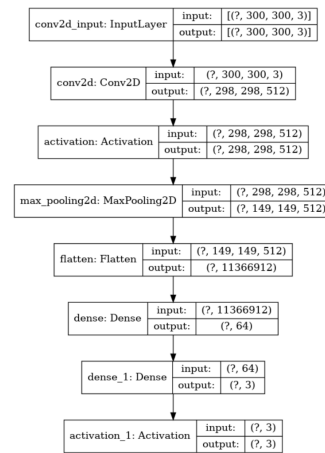 conv2d_input: InputLayer
input: [(?, 300, 300, 3)]
output: [(?, 300, 300, 3)]
conv2d: Conv2D
input: (?, 300, 300, 3)
output: (?, 298, 298, 512)
activation: Activation
input: (?, 298, 298, 512)
output: (?, 298, 298, 512)
max_pooling2d: MaxPooling2D
input: (?, 298, 298, 512)
output: (?, 149, 149, 512)
flatten: Flatten
input: (?, 149, 149, 512)
output: (?, 11366912)
dense: Dense
input: (?, 11366912)
output: (?, 64)
dense_1: Dense
input: (?, 64)
output: (?, 3)
activation_1: Activation
input: (?, 3)
output: (?, 3)